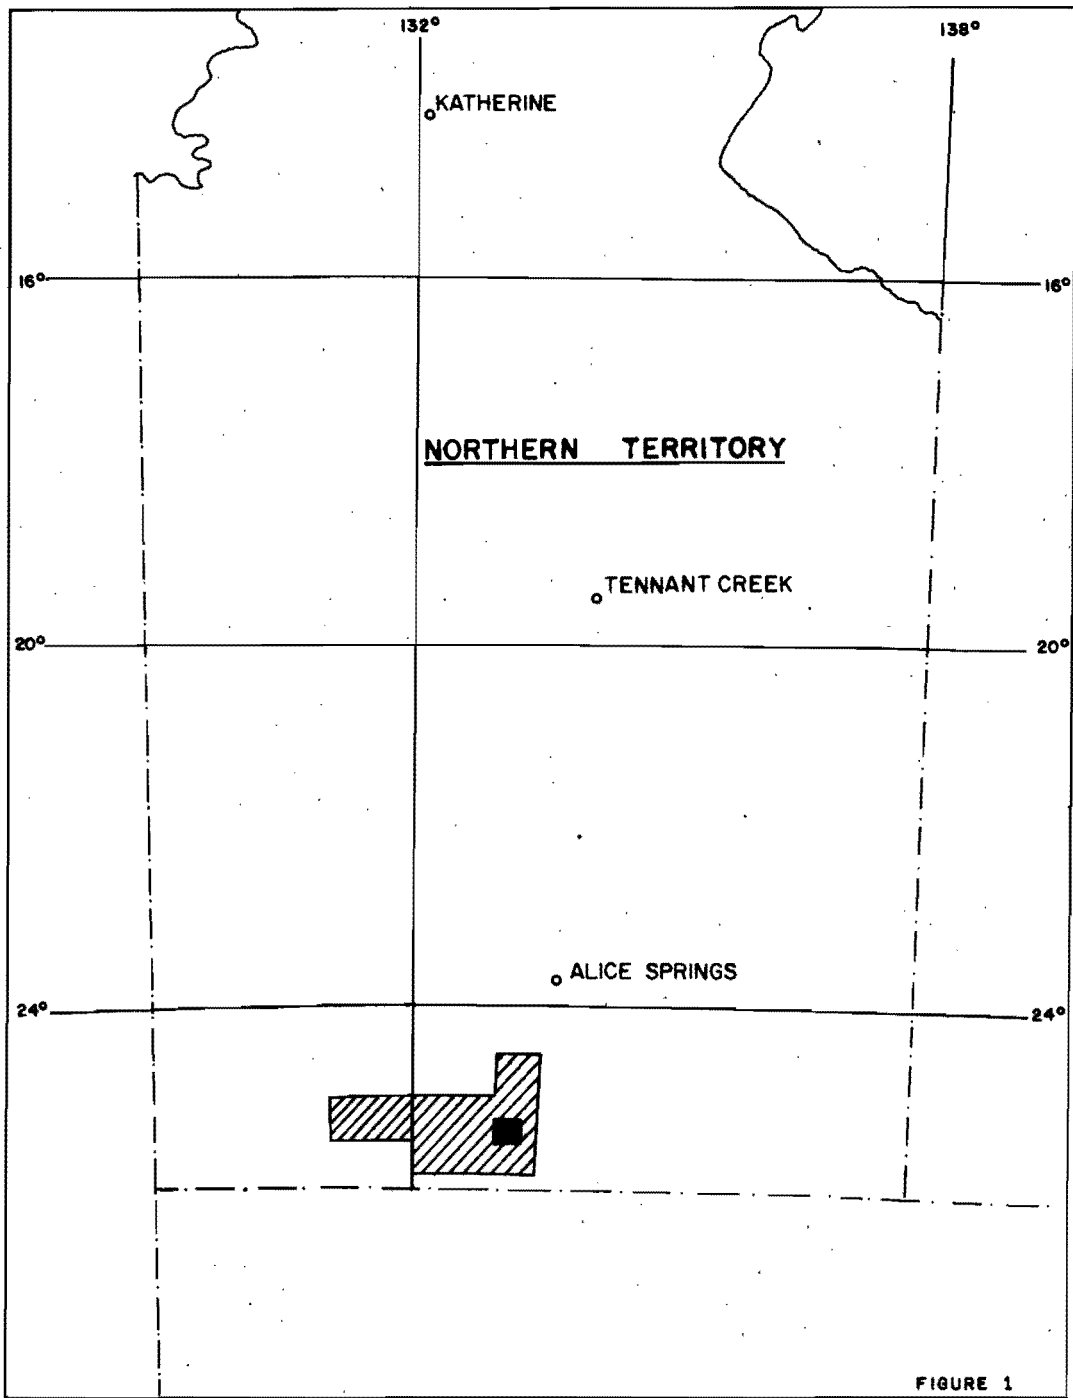 132° 138°
KATHERINE
16° 16°
NORTHERN TERRITORY
TENNANT CREEK
20° 20°
ALICE SPRINGS
24° 24°
FIGURE 1